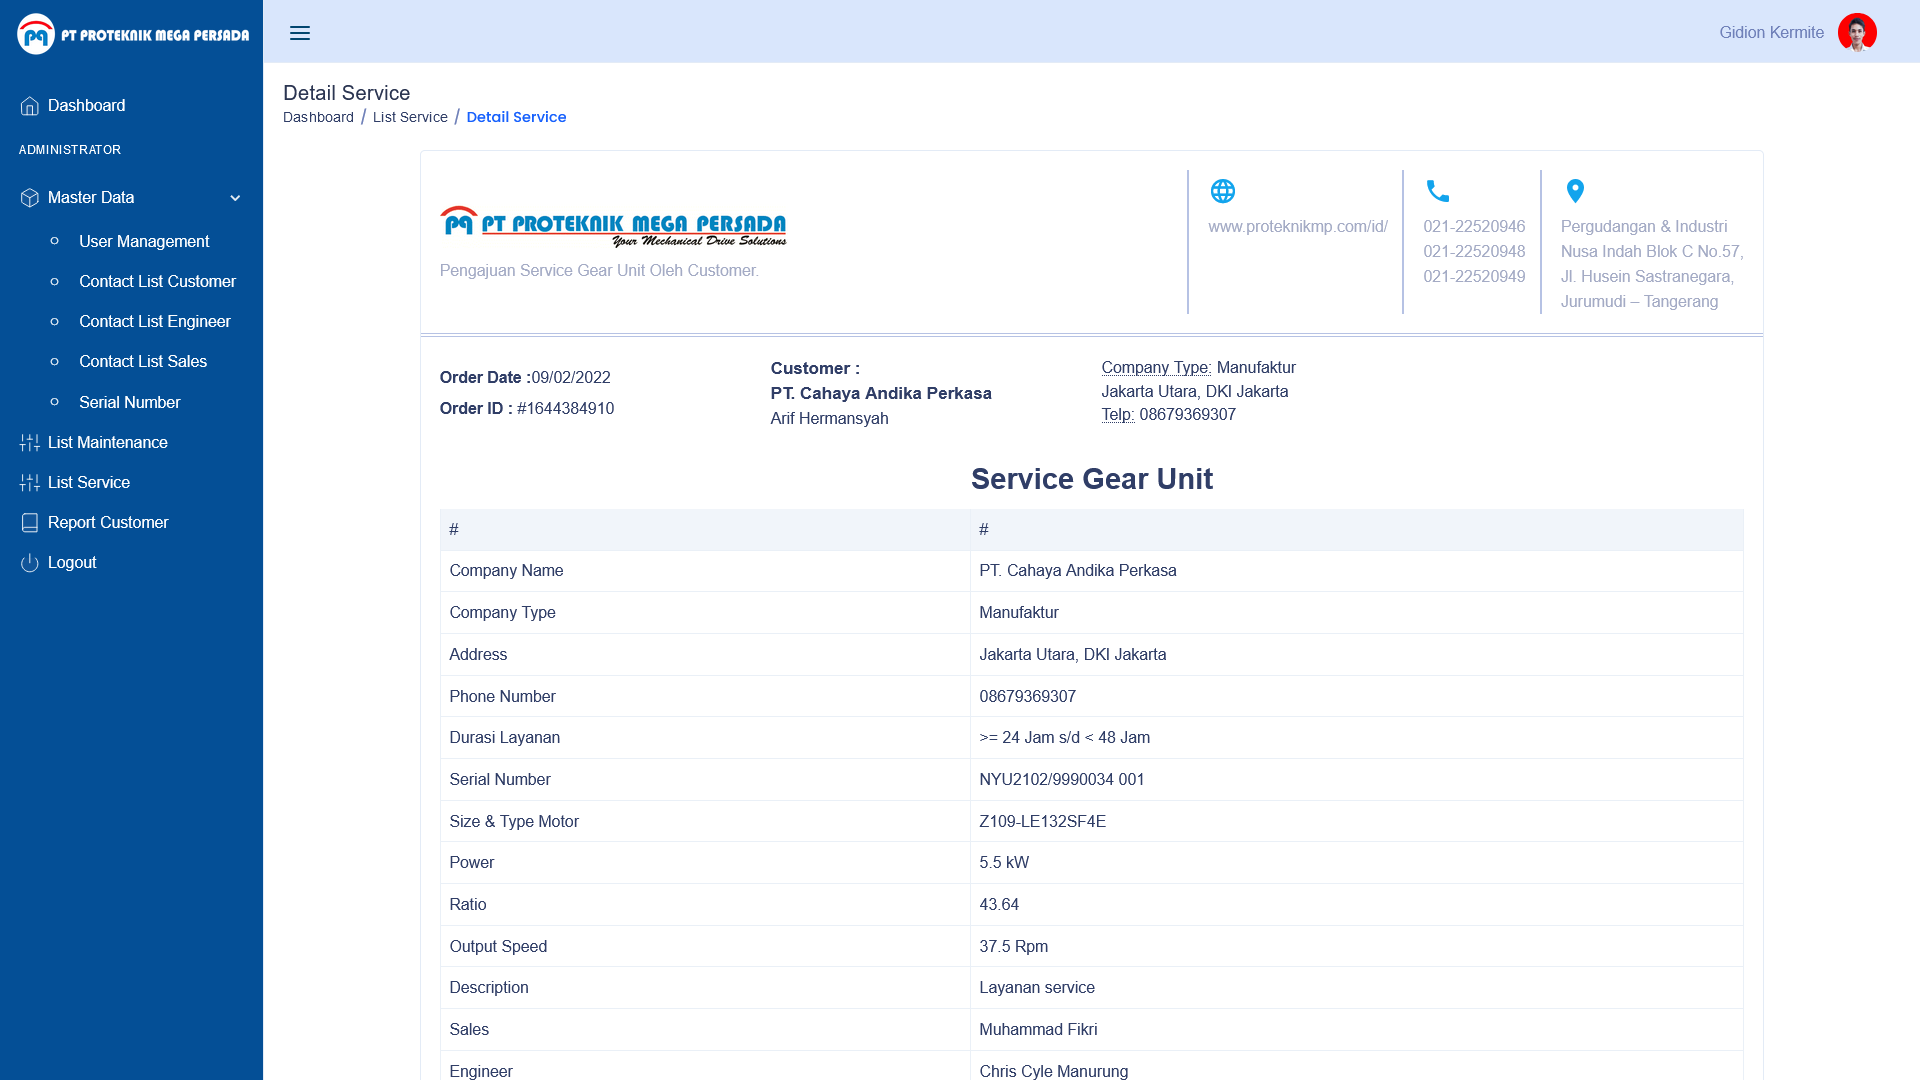 PT PROTEKNIK MEGA PERSADA
Gidion Kermite
Dashboard
ADMINISTRATOR
Master Data
User Management
Contact List Customer
Contact List Engineer
Contact List Sales
Serial Number
List Maintenance
List Service
Report Customer
Logout
Detail Service
Dashboard / List Service / Detail Service
PT PROTEKNIK MEGA PERSADA
Your Mechanical Drive Solutions
Pengajuan Service Gear Unit Oleh Customer.
www.proteknikmp.com/id/
021-22520946
021-22520948
021-22520949
Pergudangan & Industri
Nusa Indah Blok C No.57,
Jl. Husein Sastranegara,
Jurumudi – Tangerang
Order Date :09/02/2022
Order ID : #1644384910
Customer :
PT. Cahaya Andika Perkasa
Arif Hermansyah
Company Type: Manufaktur
Jakarta Utara, DKI Jakarta
Telp: 08679369307
Service Gear Unit
# #
Company Name PT. Cahaya Andika Perkasa
Company Type Manufaktur
Address Jakarta Utara, DKI Jakarta
Phone Number 08679369307
Durasi Layanan >= 24 Jam s/d < 48 Jam
Serial Number NYU2102/9990034 001
Size & Type Motor Z109-LE132SF4E
Power 5.5 kW
Ratio 43.64
Output Speed 37.5 Rpm
Description Layanan service
Sales Muhammad Fikri
Engineer Chris Cyle Manurung